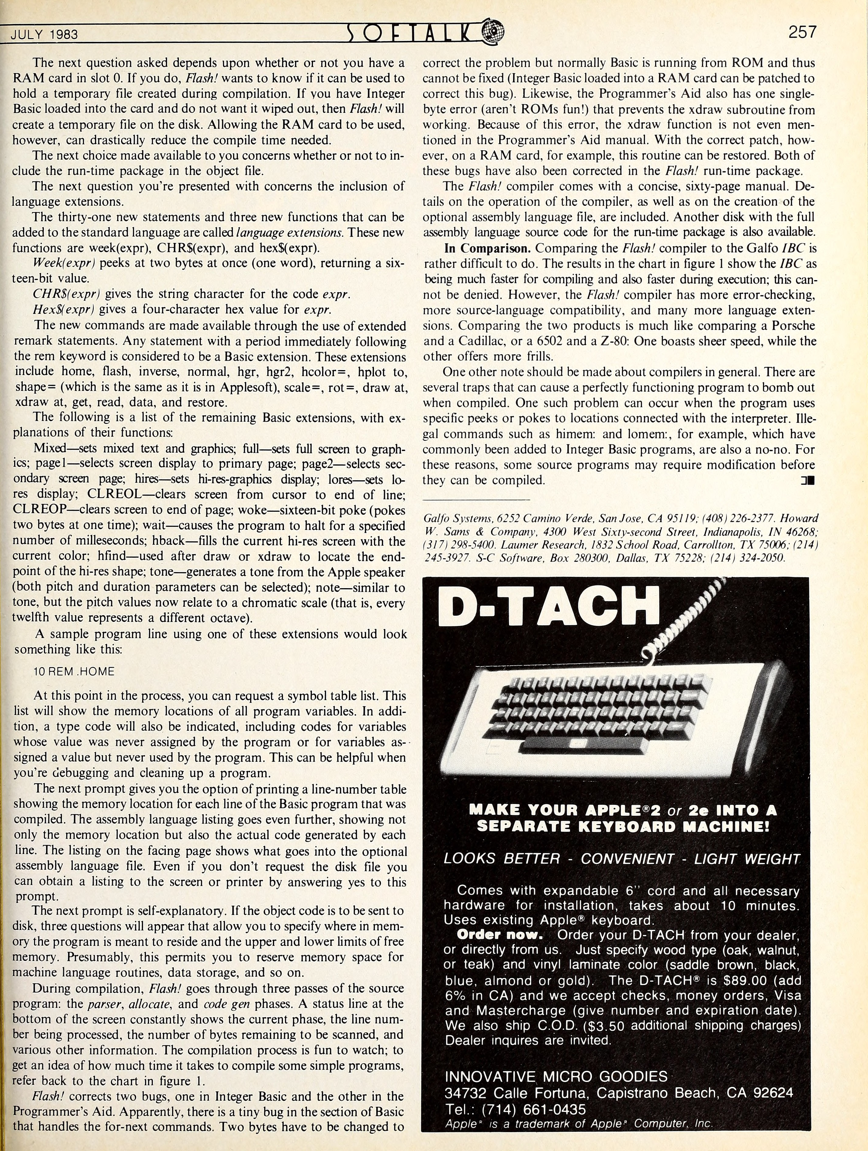 JULY 1983
SOFTALK
257
The next question asked depends upon whether or not you have a
RAM card in slot 0. If you do, Flash! wants to know if it can be used to
hold a temporary file created during compilation. If you have Integer
Basic loaded into the card and do not want it wiped out, then Flash! will
create a temporary file on the disk. Allowing the RAM card to be used,
however, can drastically reduce the compile time needed.
The next choice made available to you concerns whether or not to in-
clude the run-time package in the object file.
The next question you're presented with concerns the inclusion of
language extensions.
The thirty-one new statements and three new functions that can be
added to the standard language are called language extensions. These new
functions are week(expr), CHR$(expr), and hex$(expr).
Week(expr) peeks at two bytes at once (one word), returning a six-
teen-bit value.
CHR$(expr) gives the string character for the code expr.
Hex$(expr) gives a four-character hex value for expr.
The new commands are made available through the use of extended
remark statements. Any statement with a period immediately following
the rem keyword is considered to be a Basic extension. These extensions
include home, flash, inverse, normal, hgr, hgr2, hcolor=, hplot to,
shape= (which is the same as it is in Applesoft), scale=, rot=, draw at,
xdraw at, get, read, data, and restore.
The following is a list of the remaining Basic extensions, with ex-
planations of their functions:
Mixed—sets mixed text and graphics; full—sets full screen to graph-
ics; page1—selects screen display to primary page; page2—selects sec-
ondary screen page; hires—sets hi-res-graphics display; lores—sets lo-
res display; CLREOL—clears screen from cursor to end of line;
CLREOP—clears screen to end of page; woke—sixteen-bit poke (pokes
two bytes at one time); wait—causes the program to halt for a specified
number of milleseconds; hback—fills the current hi-res screen with the
current color; hfind—used after draw or xdraw to locate the end-
point of the hi-res shape; tone—generates a tone from the Apple speaker
(both pitch and duration parameters can be selected); note—similar to
tone, but the pitch values now relate to a chromatic scale (that is, every
twelfth value represents a different octave).
A sample program line using one of these extensions would look
something like this:
10 REM .HOME
At this point in the process, you can request a symbol table list. This
list will show the memory locations of all program variables. In addi-
tion, a type code will also be indicated, including codes for variables
whose value was never assigned by the program or for variables as-
signed a value but never used by the program. This can be helpful when
you're debugging and cleaning up a program.
The next prompt gives you the option of printing a line-number table
showing the memory location for each line of the Basic program that was
compiled. The assembly language listing goes even further, showing not
only the memory location but also the actual code generated by each
line. The listing on the facing page shows what goes into the optional
assembly language file. Even if you don't request the disk file you
can obtain a listing to the screen or printer by answering yes to this
prompt.
The next prompt is self-explanatory. If the object code is to be sent to
disk, three questions will appear that allow you to specify where in mem-
ory the program is meant to reside and the upper and lower limits of free
memory. Presumably, this permits you to reserve memory space for
machine language routines, data storage, and so on.
During compilation, Flash! goes through three passes of the source
program: the parser, allocate, and code gen phases. A status line at the
bottom of the screen constantly shows the current phase, the line num-
ber being processed, the number of bytes remaining to be scanned, and
various other information. The compilation process is fun to watch; to
get an idea of how much time it takes to compile some simple programs,
refer back to the chart in figure 1.
Flash! corrects two bugs, one in Integer Basic and the other in the
Programmer's Aid. Apparently, there is a tiny bug in the section of Basic
that handles the for-next commands. Two bytes have to be changed to
correct the problem but normally Basic is running from ROM and thus
cannot be fixed (Integer Basic loaded into a RAM card can be patched to
correct this bug). Likewise, the Programmer's Aid also has one single-
byte error (aren't ROMs fun!) that prevents the xdraw subroutine from
working. Because of this error, the xdraw function is not even men-
tioned in the Programmer's Aid manual. With the correct patch, how-
ever, on a RAM card, for example, this routine can be restored. Both of
these bugs have also been corrected in the Flash! run-time package.
The Flash! compiler comes with a concise, sixty-page manual. De-
tails on the operation of the compiler, as well as on the creation of the
optional assembly language file, are included. Another disk with the full
assembly language source code for the run-time package is also available.
In Comparison. Comparing the Flash! compiler to the Galfo IBC is
rather difficult to do. The results in the chart in figure 1 show the IBC as
being much faster for compiling and also faster during execution; this can-
not be denied. However, the Flash! compiler has more error-checking,
more source-language compatibility, and many more language exten-
sions. Comparing the two products is much like comparing a Porsche
and a Cadillac, or a 6502 and a Z-80: One boasts sheer speed, while the
other offers more frills.
One other note should be made about compilers in general. There are
several traps that can cause a perfectly functioning program to bomb out
when compiled. One such problem can occur when the program uses
specific peeks or pokes to locations connected with the interpreter. Ille-
gal commands such as himem: and lomem:, for example, which have
commonly been added to Integer Basic programs, are also a no-no. For
these reasons, some source programs may require modification before
they can be compiled.
Galfo Systems, 6252 Camino Verde, San Jose, CA 95119; (408) 226-2377. Howard
W. Sams & Company, 4300 West Sixty-second Street, Indianapolis, IN 46268;
(317) 298-5400. Laumer Research, 1832 School Road, Carrollton, TX 75006; (214)
245-3927. S-C Software, Box 280300, Dallas, TX 75228; (214) 324-2050.
D-TACH
MAKE YOUR APPLE®2 or 2e INTO A
SEPARATE KEYBOARD MACHINE!
LOOKS BETTER - CONVENIENT - LIGHT WEIGHT
Comes with expandable 6'' cord and all necessary
hardware for installation, takes about 10 minutes.
Uses existing Apple® keyboard.
Order now. Order your D-TACH from your dealer,
or directly from us. Just specify wood type (oak, walnut,
or teak) and vinyl laminate color (saddle brown, black,
blue, almond or gold). The D-TACH® is $89.00 (add
6% in CA) and we accept checks, money orders, Visa
and Mastercharge (give number and expiration date).
We also ship C.O.D. ($3.50 additional shipping charges)
Dealer inquires are invited.
INNOVATIVE MICRO GOODIES
34732 Calle Fortuna, Capistrano Beach, CA 92624
Tel.: (714) 661-0435
Apple® is a trademark of Apple® Computer, Inc.